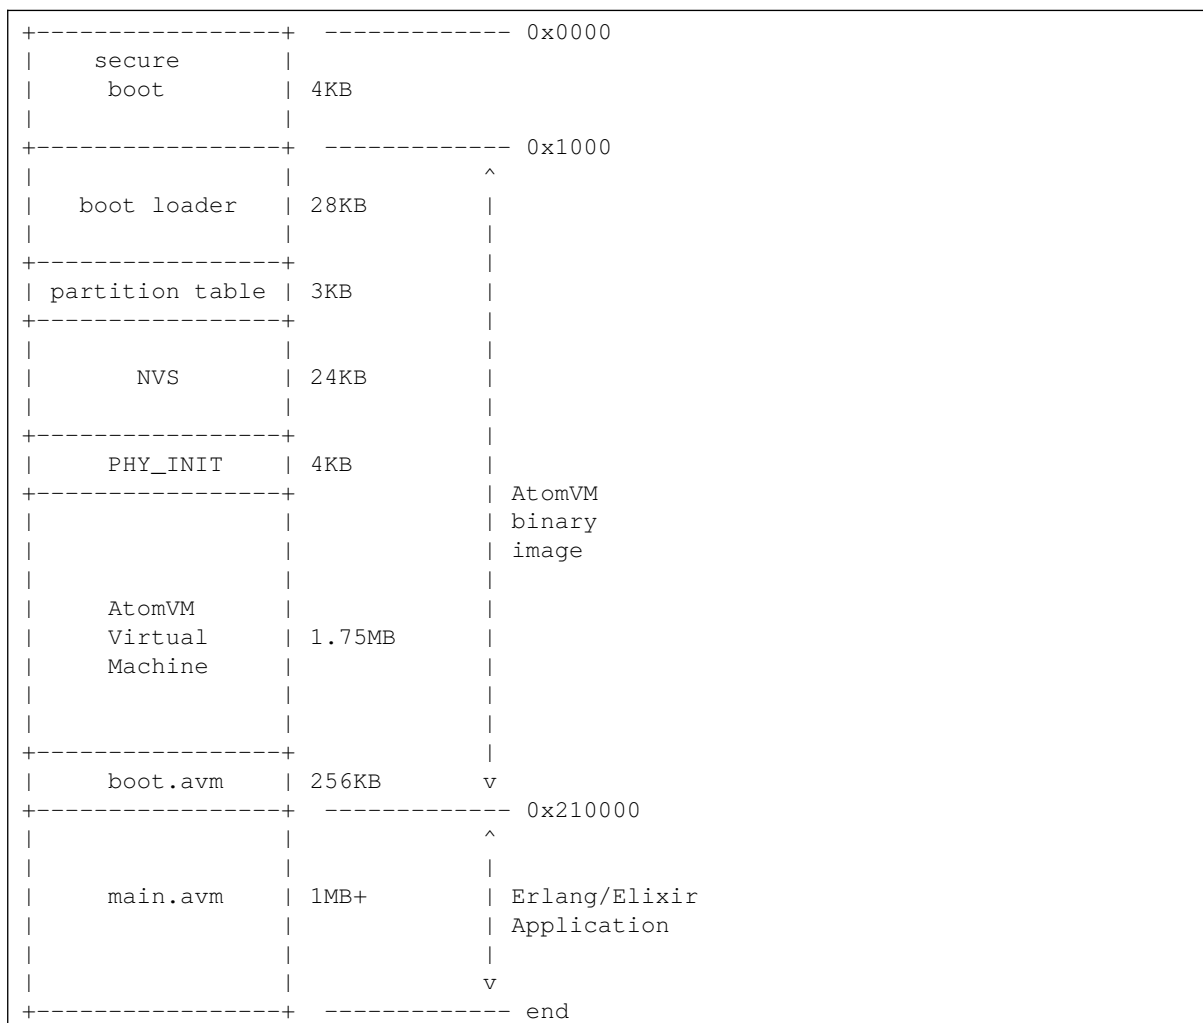 +-----------------+  ------------- 0x0000
|    secure       |
|     boot        | 4KB
|                 |
+-----------------+  ------------- 0x1000
|                 |             ^
|   boot loader   | 28KB        |
|                 |             |
+-----------------+             |
| partition table | 3KB         |
+-----------------+             |
|                 |             |
|       NVS       | 24KB        |
|                 |             |
+-----------------+             |
|     PHY_INIT    | 4KB         |
+-----------------+             | AtomVM
|                 |             | binary
|                 |             | image
|                 |             |
|     AtomVM      |             |
|     Virtual     | 1.75MB      |
|     Machine     |             |
|                 |             |
|                 |             |
+-----------------+             |
|     boot.avm    | 256KB       v
+-----------------+  ------------- 0x210000
|                 |             ^
|                 |             |
|     main.avm    | 1MB+        | Erlang/Elixir
|                 |             | Application
|                 |             |
|                 |             v
+-----------------+  ------------- end